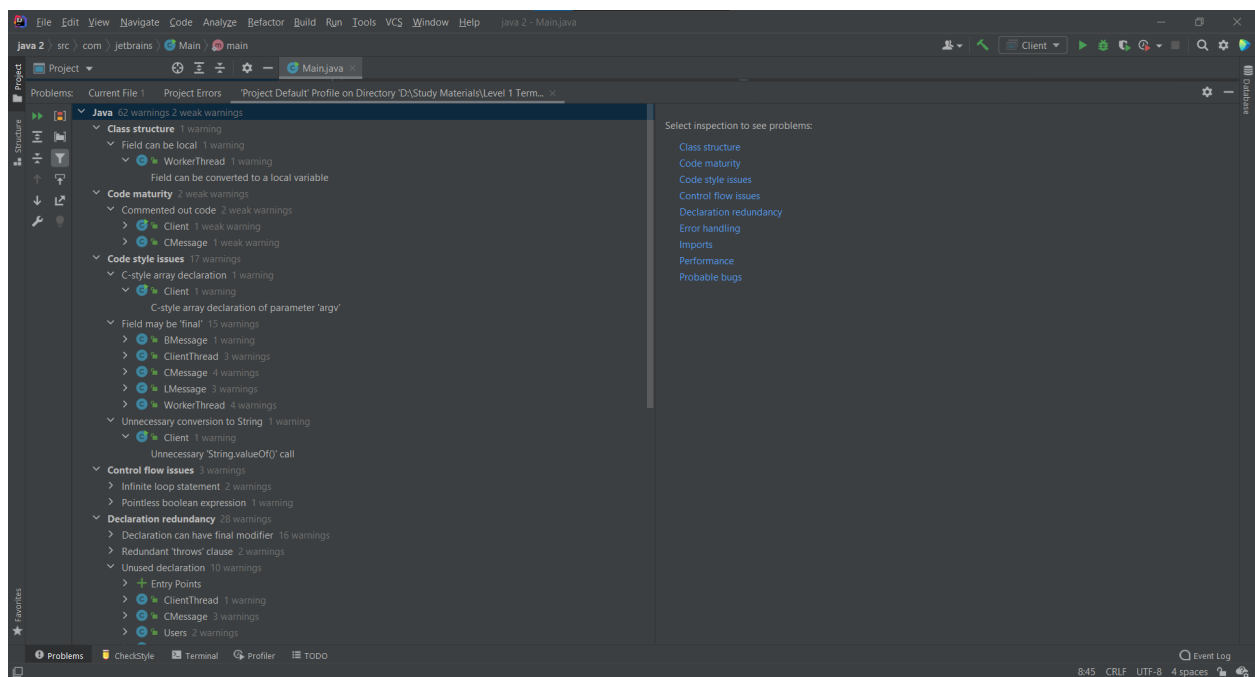 File Edit View Navigate Code Analyze Refactor Build Run Tools VCS Window Help java 2 - Main.java
java 2 src com jetbrains Main main Client
Project Main.java
Problems: Current File 1 Project Errors 'Project Default' Profile on Directory 'D:\Study Materials\Level 1 Term...
Java 62 warnings 2 weak warnings
Class structure 1 warning
Field can be local 1 warning
WorkerThread 1 warning
Field can be converted to a local variable
Code maturity 2 weak warnings
Commented out code 2 weak warnings
Client 1 weak warning
CMessage 1 weak warning
Code style issues 17 warnings
C-style array declaration 1 warning
Client 1 warning
C-style array declaration of parameter 'argv'
Field may be 'final' 15 warnings
BMessage 1 warning
ClientThread 3 warnings
CMessage 4 warnings
LMessage 3 warnings
WorkerThread 4 warnings
Unnecessary conversion to String 1 warning
Client 1 warning
Unnecessary 'String.valueOf()' call
Control flow issues 3 warnings
Infinite loop statement 2 warnings
Pointless boolean expression 1 warning
Declaration redundancy 28 warnings
Declaration can have final modifier 16 warnings
Redundant 'throws' clause 2 warnings
Unused declaration 10 warnings
Entry Points
ClientThread 1 warning
CMessage 3 warnings
Users 2 warnings
Select inspection to see problems:
Class structure
Code maturity
Code style issues
Control flow issues
Declaration redundancy
Error handling
Imports
Performance
Probable bugs
Project
Structure
Favorites
Database
Problems CheckStyle Terminal Profiler TODO Event Log
8:45 CRLF UTF-8 4 spaces